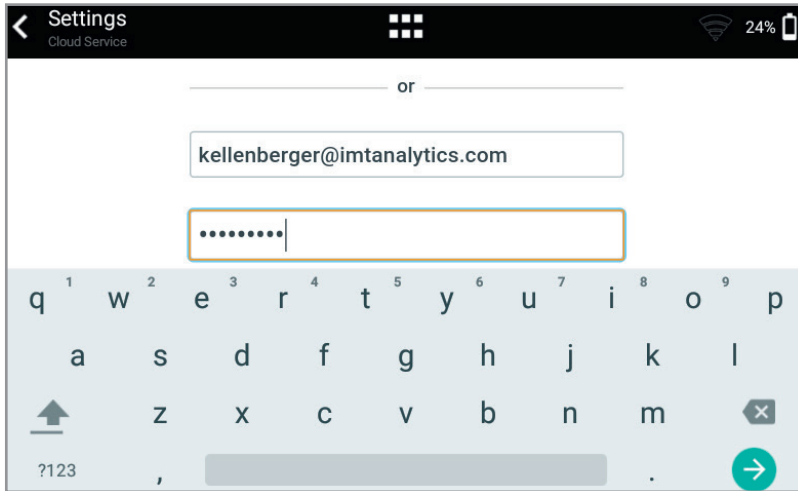 Settings
Cloud Service
24%
or
kellenberger@imtanalytics.com
•••••••••
1 2 3 4 5 6 7 8 9
q w e r t y u i o p
a s d f g h j k l
z x c v b n m
?123 , .